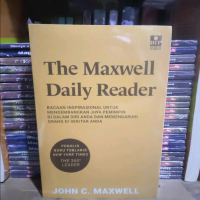 The Maxwell
Daily Reader
BACAAN INSPIRASIONAL UNTUK
MENGEMBANGKAN JIWA PEMIMPIN
DI DALAM DIRI ANDA DAN MEMENGARUHI
ORANG DI SEKITAR ANDA
PENULIS
BUKU TERLARIS
NEW YORK TIMES
THE 360°
LEADER
JOHN C. MAXWELL